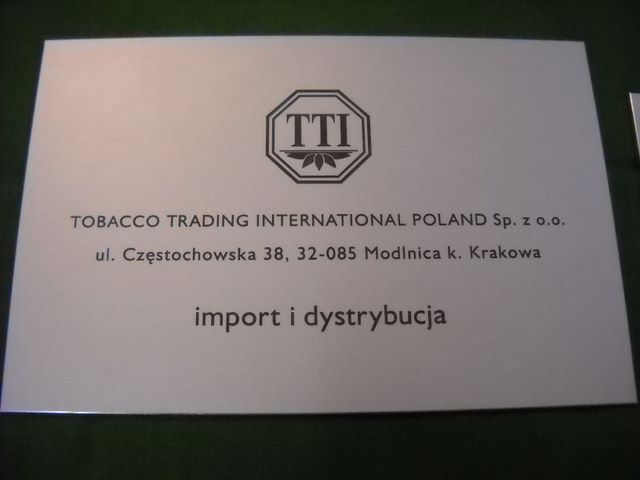 TTI
TOBACCO TRADING INTERNATIONAL POLAND Sp. z o.o.
ul. Częstochowska 38, 32-085 Modlnica k. Krakowa
import i dystrybucja